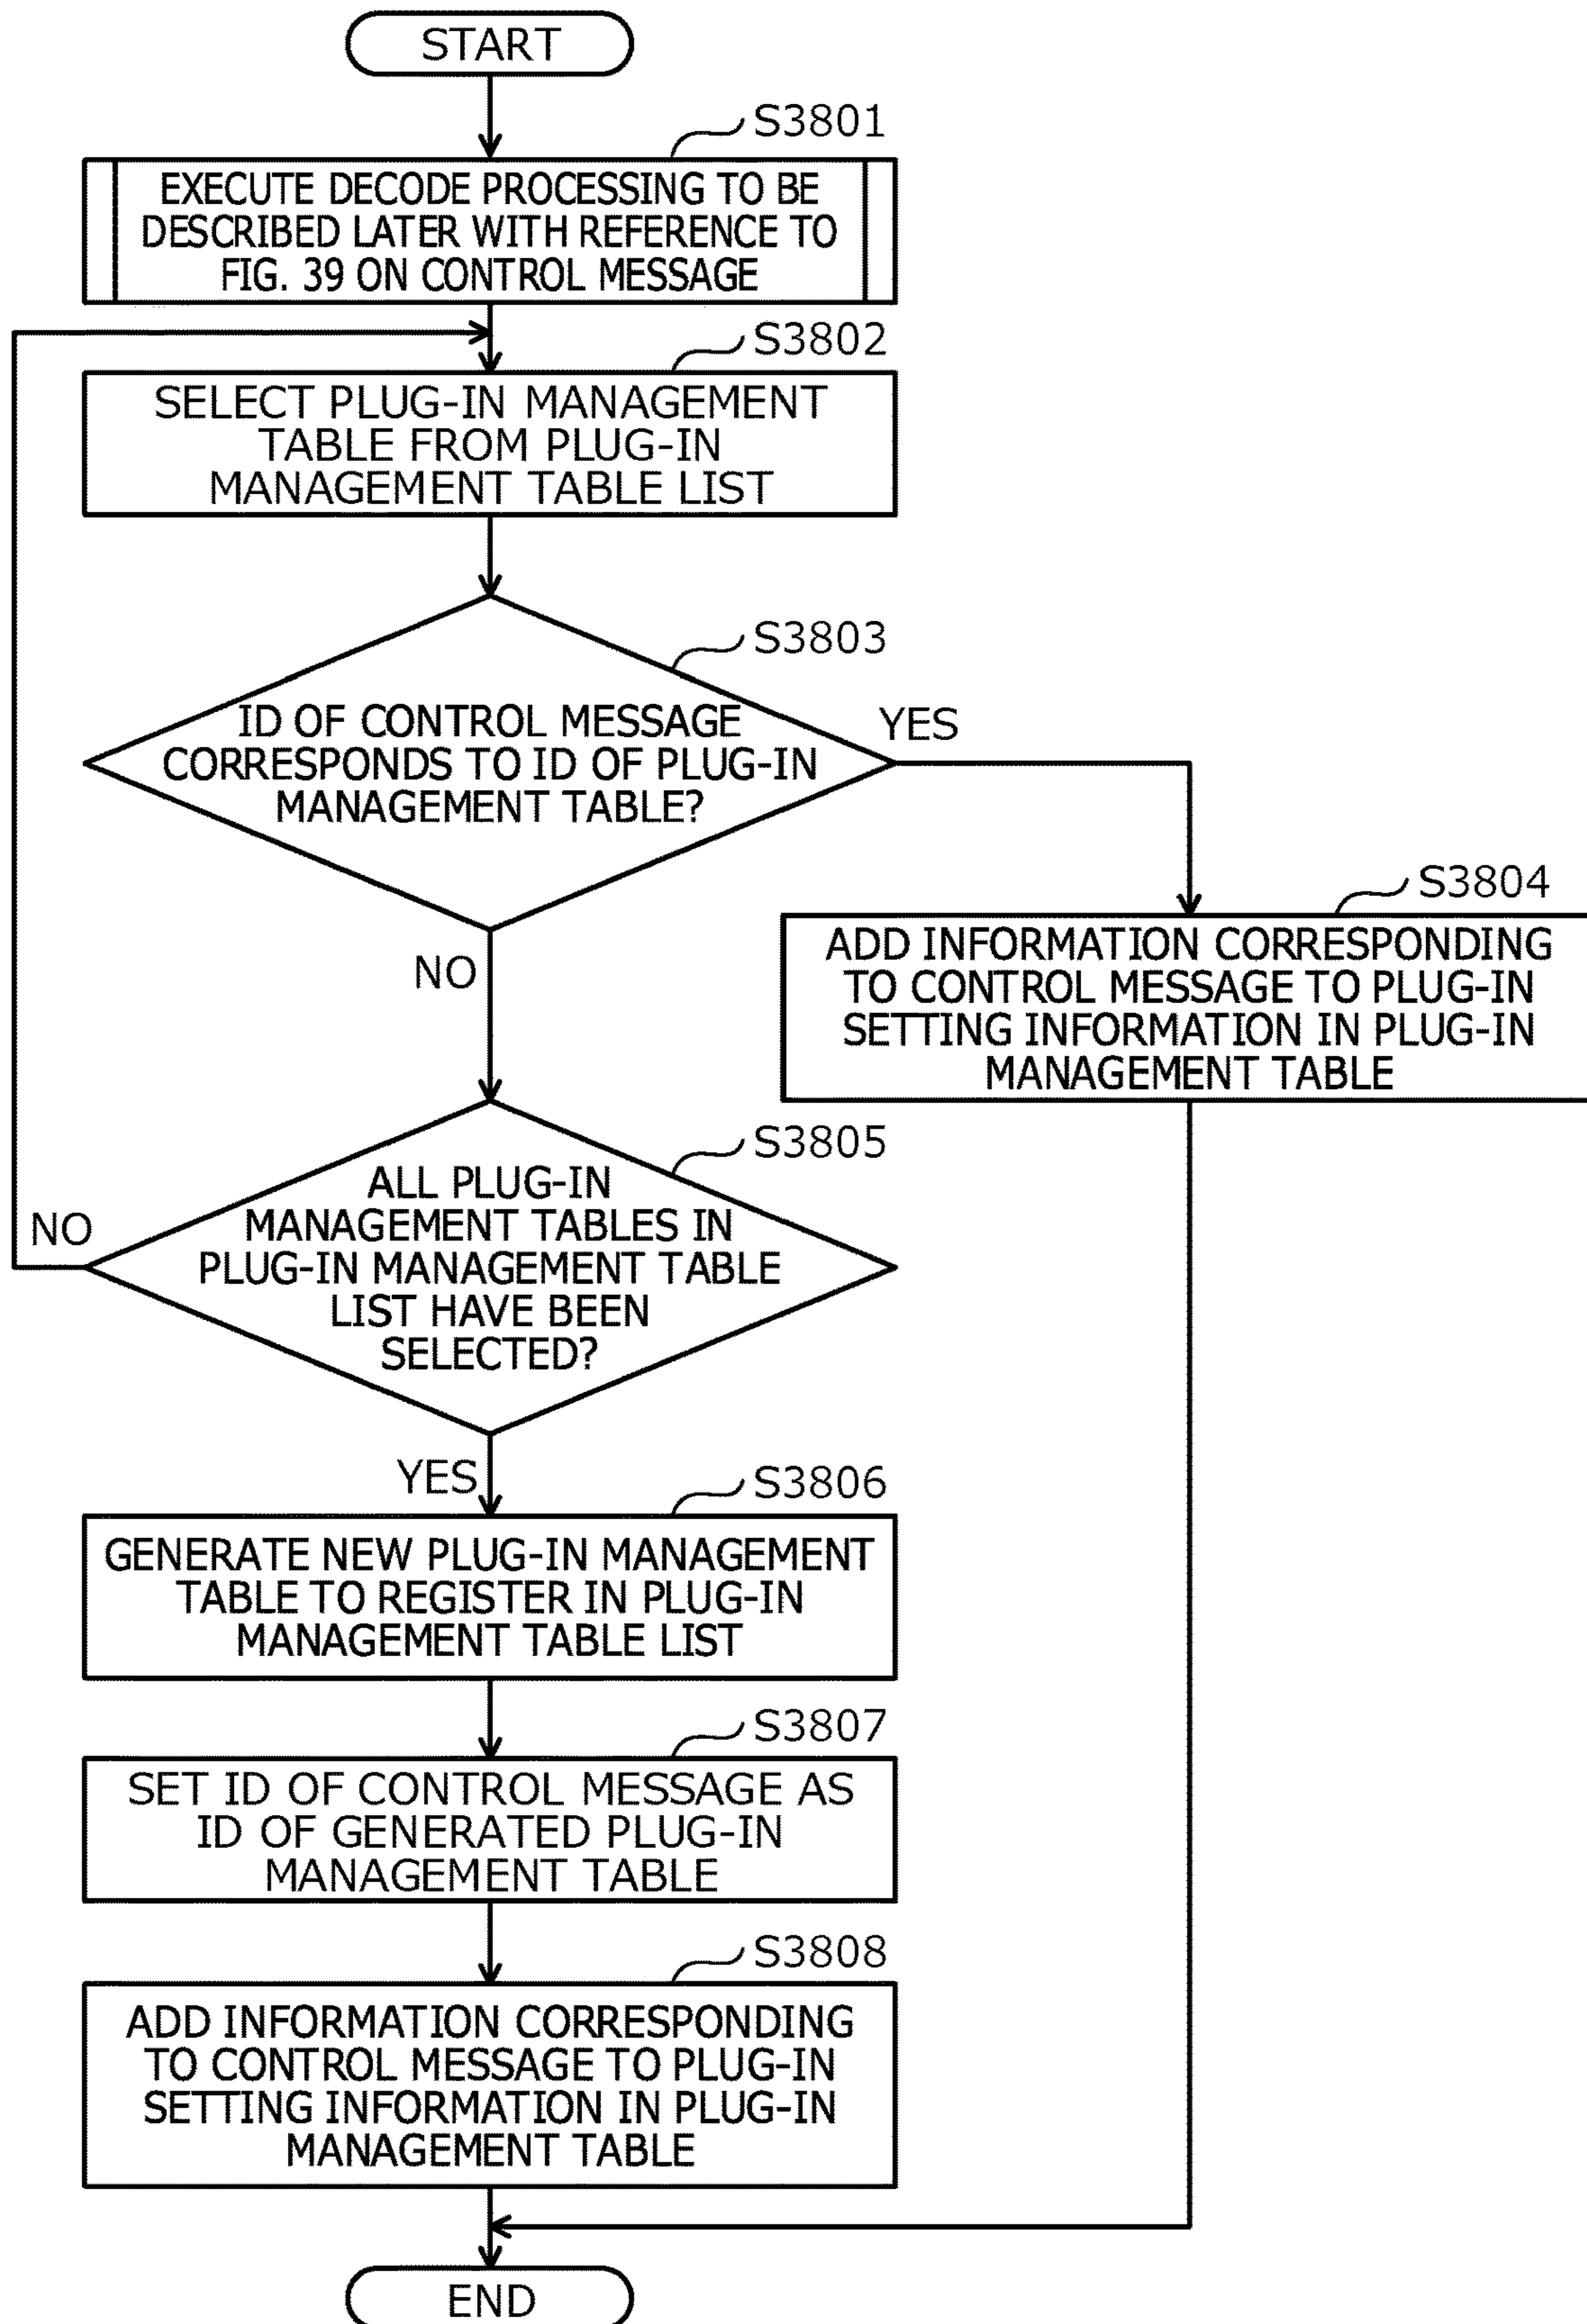 START
S3801
EXECUTE DECODE PROCESSING TO BE
DESCRIBED LATER WITH REFERENCE TO
FIG. 39 ON CONTROL MESSAGE
S3802
SELECT PLUG-IN MANAGEMENT
TABLE FROM PLUG-IN
MANAGEMENT TABLE LIST
S3803
ID OF CONTROL MESSAGE
CORRESPONDS TO ID OF PLUG-IN
MANAGEMENT TABLE?
YES
NO
S3804
ADD INFORMATION CORRESPONDING
TO CONTROL MESSAGE TO PLUG-IN
SETTING INFORMATION IN PLUG-IN
MANAGEMENT TABLE
S3805
ALL PLUG-IN
MANAGEMENT TABLES IN
PLUG-IN MANAGEMENT TABLE
LIST HAVE BEEN
SELECTED?
NO
YES
S3806
GENERATE NEW PLUG-IN MANAGEMENT
TABLE TO REGISTER IN PLUG-IN
MANAGEMENT TABLE LIST
S3807
SET ID OF CONTROL MESSAGE AS
ID OF GENERATED PLUG-IN
MANAGEMENT TABLE
S3808
ADD INFORMATION CORRESPONDING
TO CONTROL MESSAGE TO PLUG-IN
SETTING INFORMATION IN PLUG-IN
MANAGEMENT TABLE
END